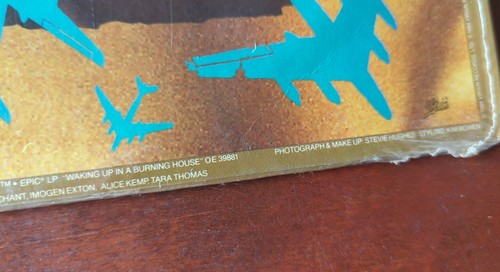 ™ • EPIC® LP "WAKING UP IN A BURNING HOUSE" OE 39881
PHOTOGRAPH & MAKE UP STEVIE HUGHES STYLING
CHANT, IMOGEN EXTON, ALICE KEMP TARA THOMAS